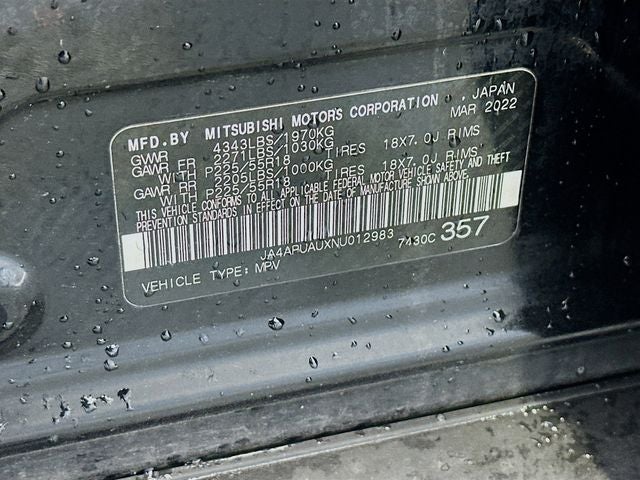 MFD.BY MITSUBISHI MOTORS CORPORATION , JAPAN
GVWR 4343LBS/1970KG MAR 2022
GAWR FR 2271LBS/1030KG
WITH P225/55R18 TIRES 18X7.0J RIMS
GAWR RR 2205LBS/1000KG
WITH P225/55R18 TIRES 18X7.0J RIMS
THIS VEHICLE CONFORMS TO ALL APPLICABLE FEDERAL MOTOR VEHICLE SAFETY AND THEFT
PREVENTION STANDARDS IN EFFECT ON THE DATE OF MANUFACTURE SHOWN ABOVE.
JA4APUAUXNU012983 7430C 357
VEHICLE TYPE: MPV